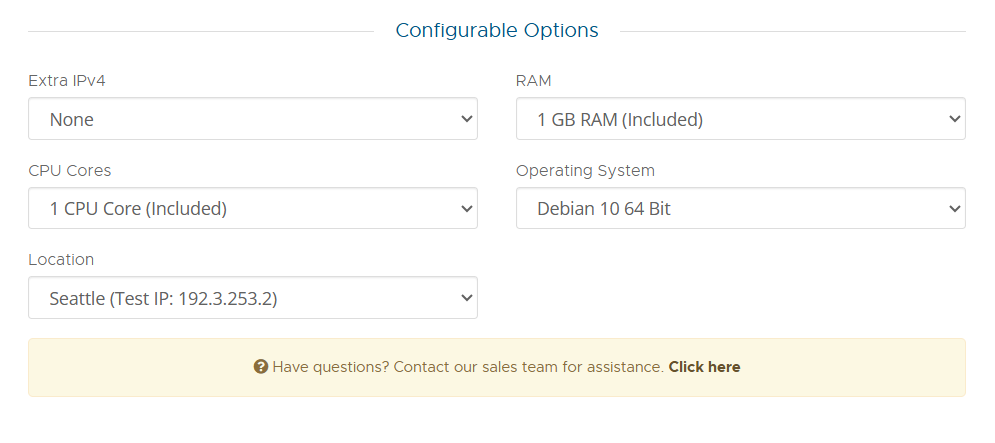 Configurable Options
Extra IPv4
RAM
None
1 GB RAM (Included)
CPU Cores
Operating System
1 CPU Core (Included)
Debian 10 64 Bit
Location
Seattle (Test IP: 192.3.253.2)
Have questions? Contact our sales team for assistance. Click here